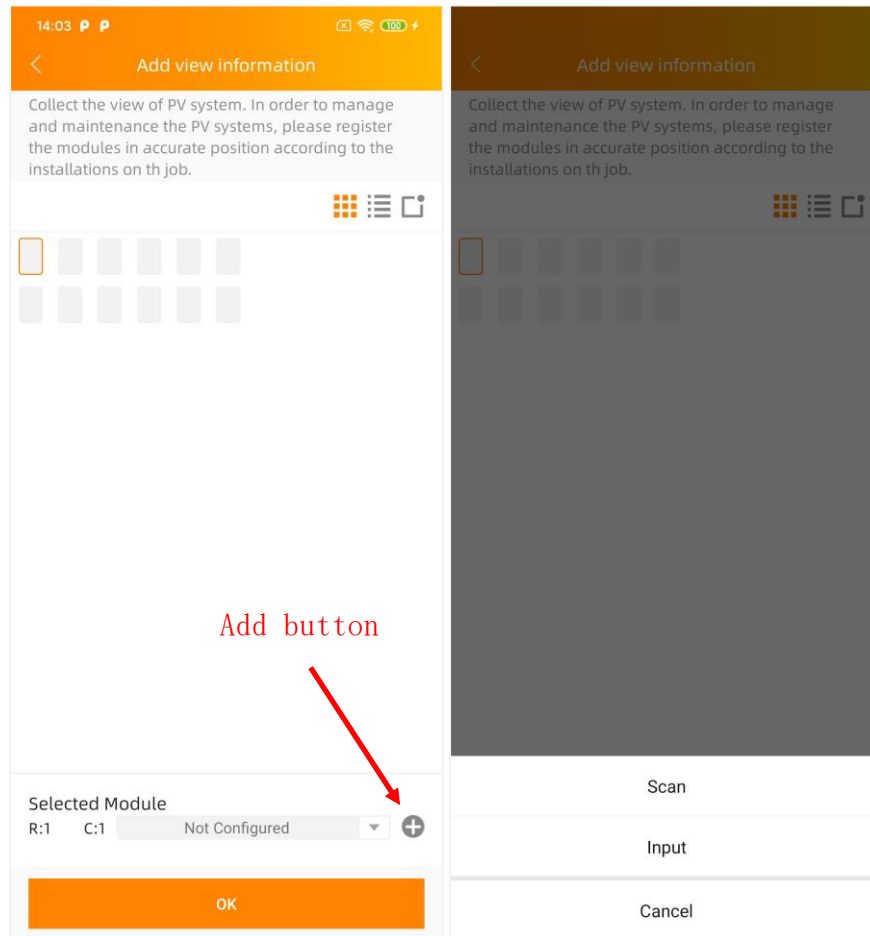 14:03 P P
100
Add view information
Collect the view of PV system. In order to manage
and maintenance the PV systems, please register
the modules in accurate position according to the
installations on th job.
Add button
Selected Module
R:1 C:1 Not Configured
OK
Add view information
Collect the view of PV system. In order to manage
and maintenance the PV systems, please register
the modules in accurate position according to the
installations on th job.
Scan
Input
Cancel